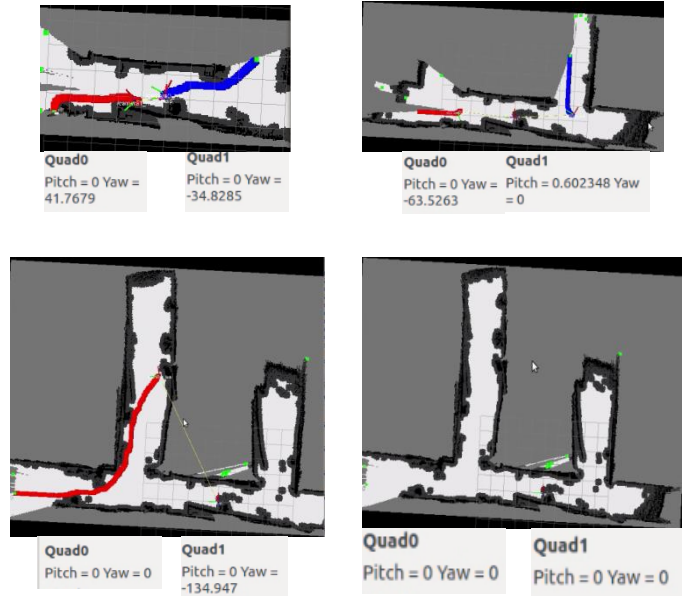 Quad0
Pitch = 0 Yaw =
41.7679
Quad1
Pitch = 0 Yaw =
-34.8285
Quad0
Pitch = 0 Yaw =
-63.5263
Quad1
Pitch = 0.602348 Yaw
= 0
Quad0
Pitch = 0 Yaw = 0
Quad1
Pitch = 0 Yaw =
-134.947
Quad0
Pitch = 0 Yaw = 0
Quad1
Pitch = 0 Yaw = 0